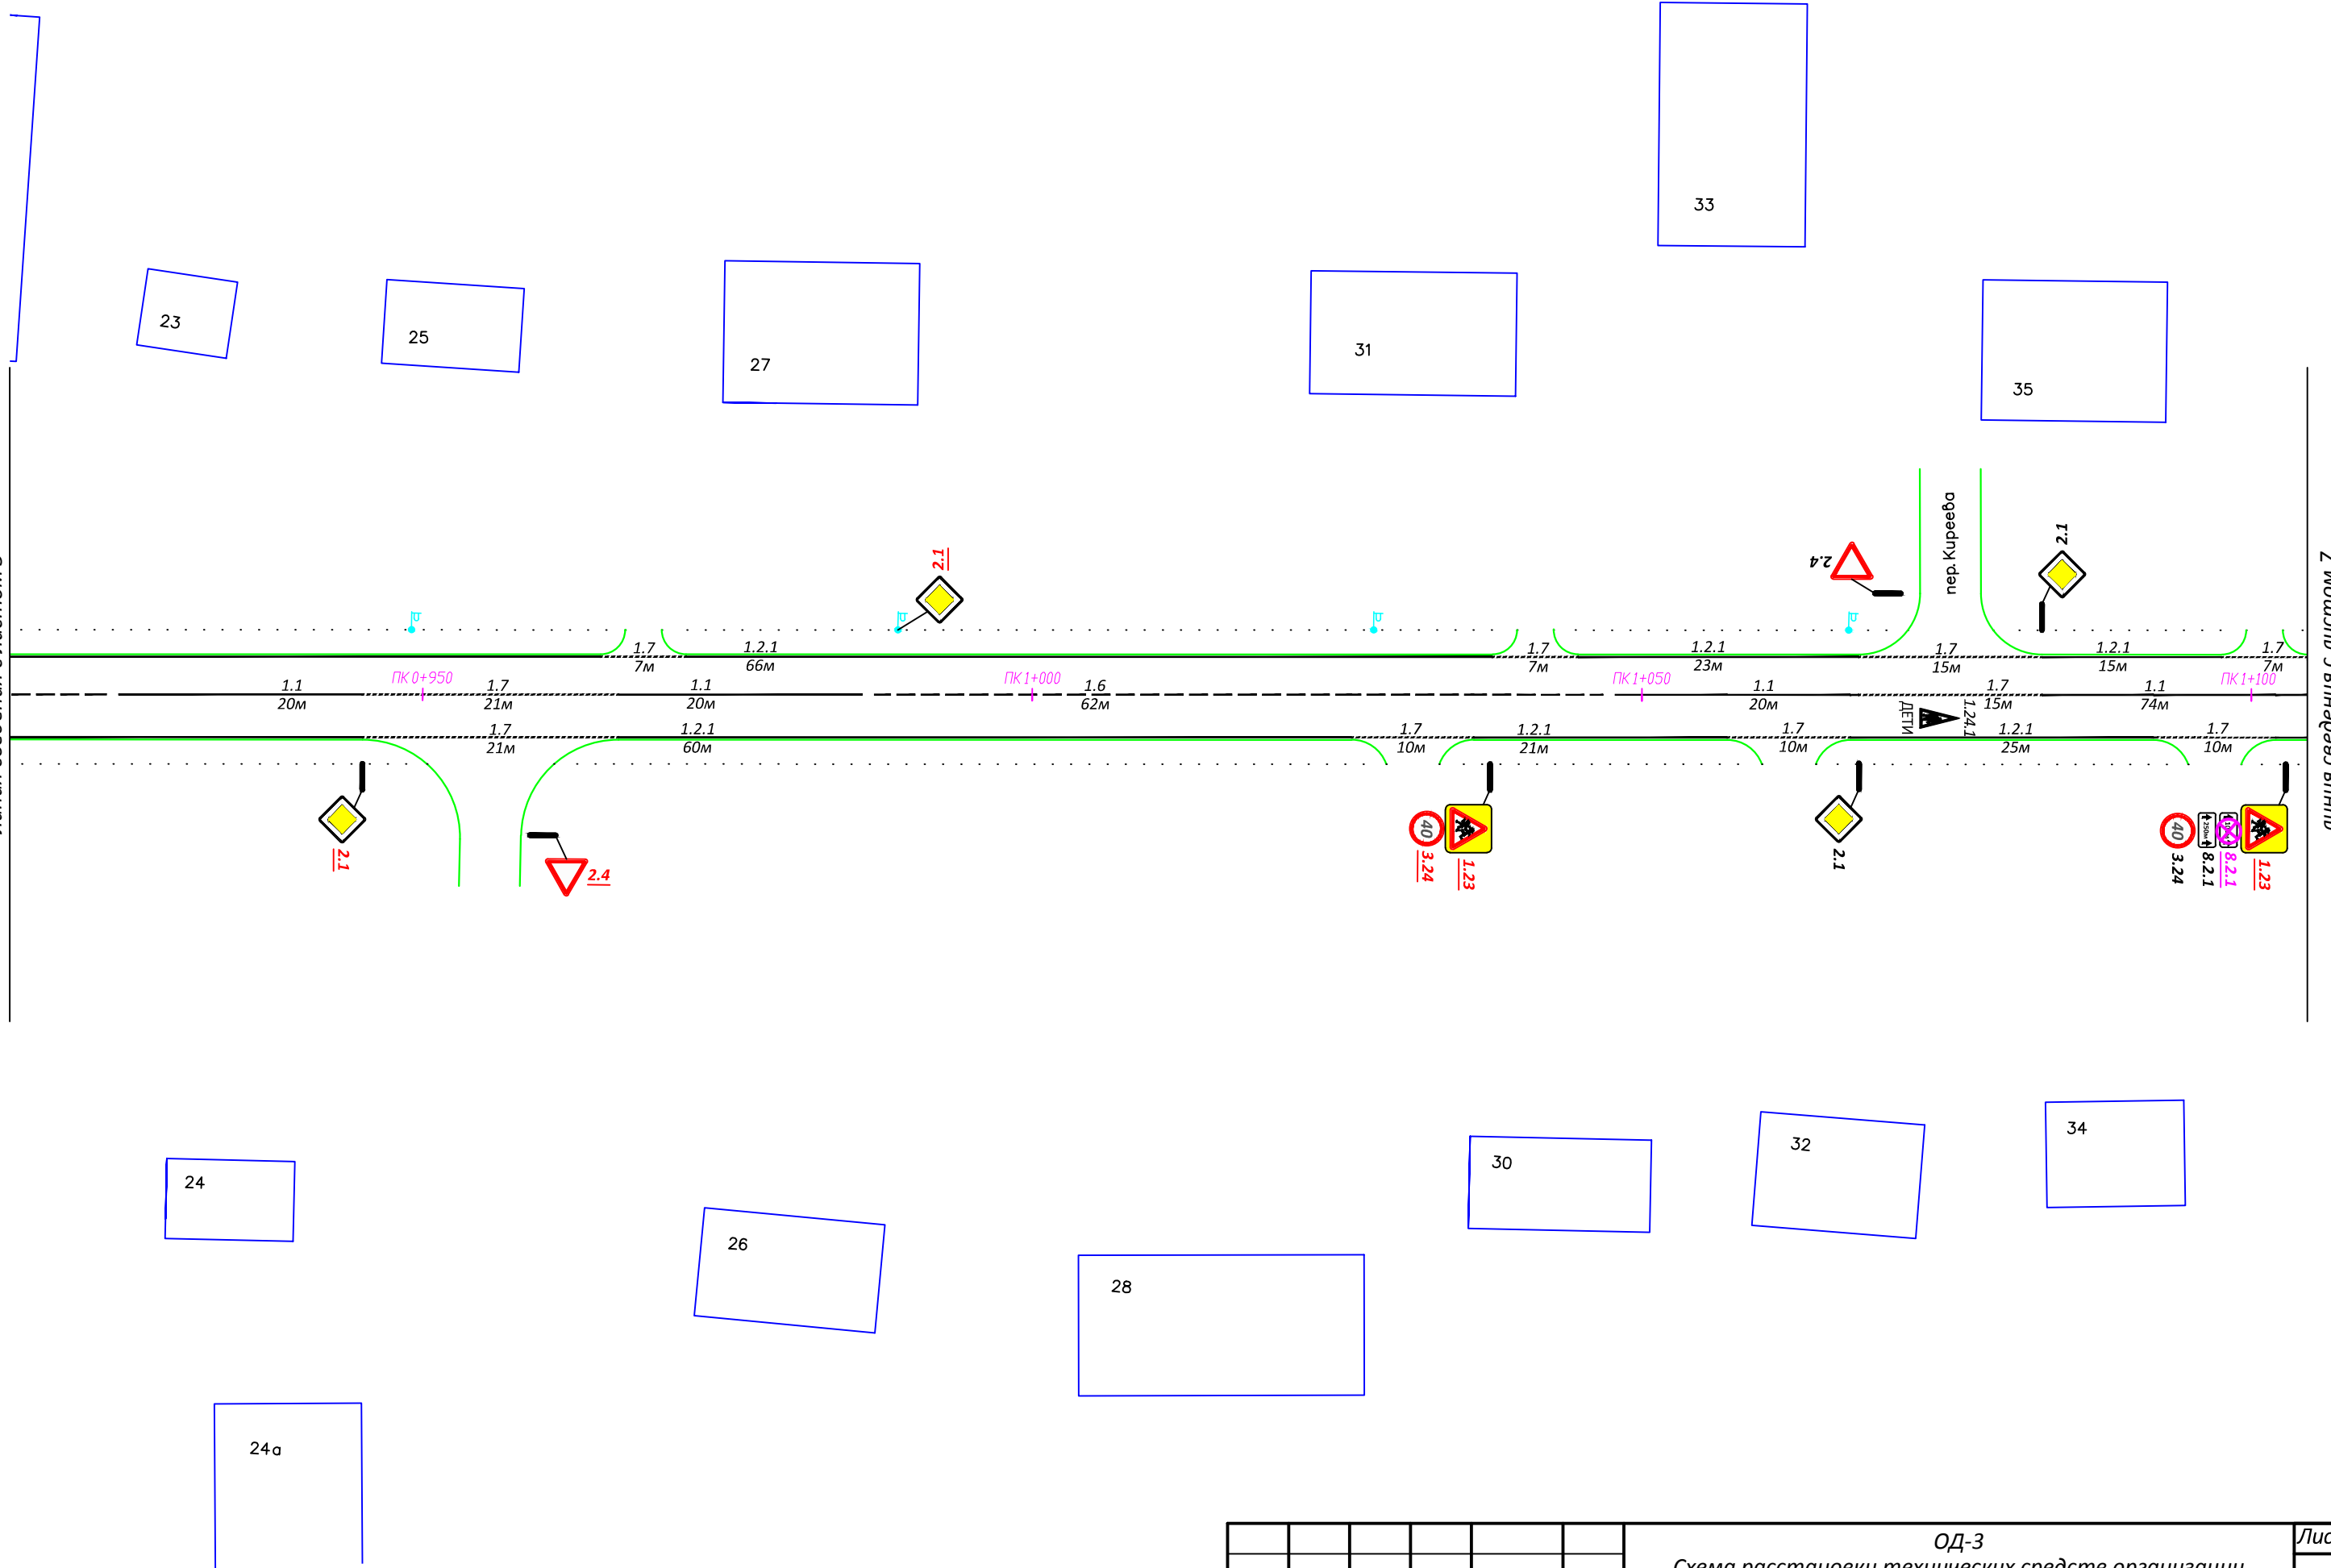 33
23
25
27
31
35
пер. Киреева
2.1
2.4
2.1
1.7
7м
1.2.1
66м
1.7
7м
1.2.1
23м
1.7
15м
1.2.1
15м
1.7
7м
ПК 0+950
ПК 1+000
ПК 1+050
ПК 1+100
1.1
20м
1.7
21м
1.1
20м
1.6
62м
1.1
20м
1.7
15м
1.1
74м
ДЕТИ
1.24.1
1.7
21м
1.2.1
60м
1.7
10м
1.2.1
21м
1.7
10м
1.2.1
25м
1.7
10м
2.1
2.4
40
3.24
1.23
2.1
40
3.24
250м
8.2.1
8.2.1
1.23
24
26
28
30
32
34
24а
ОД-3
Схема расстановки технических средств организации